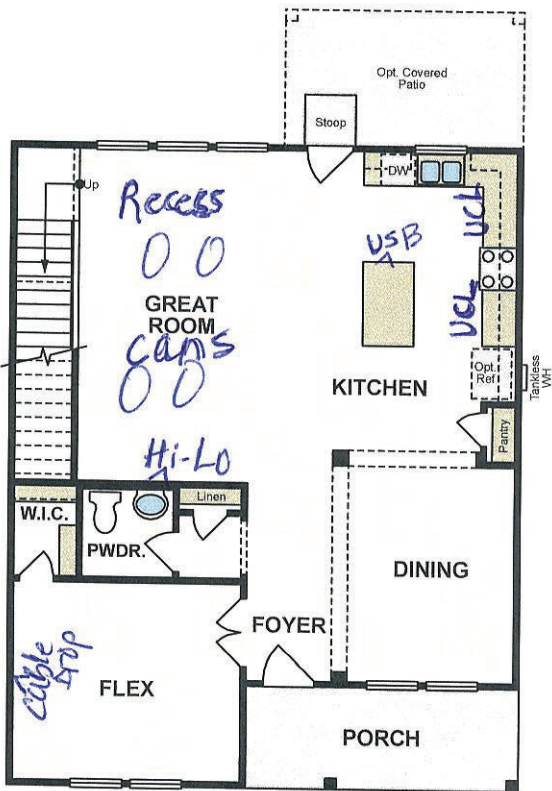 Opt. Covered
Patio
Stoop
DW
Up
Recess
USB
UCL
GREAT
ROOM
UCL
cans
Opt.
Ref
Tankless
WH
KITCHEN
Pantry
Hi-Lo
W.I.C.
Linen
PWDR.
DINING
FOYER
Cable
Drop
FLEX
PORCH